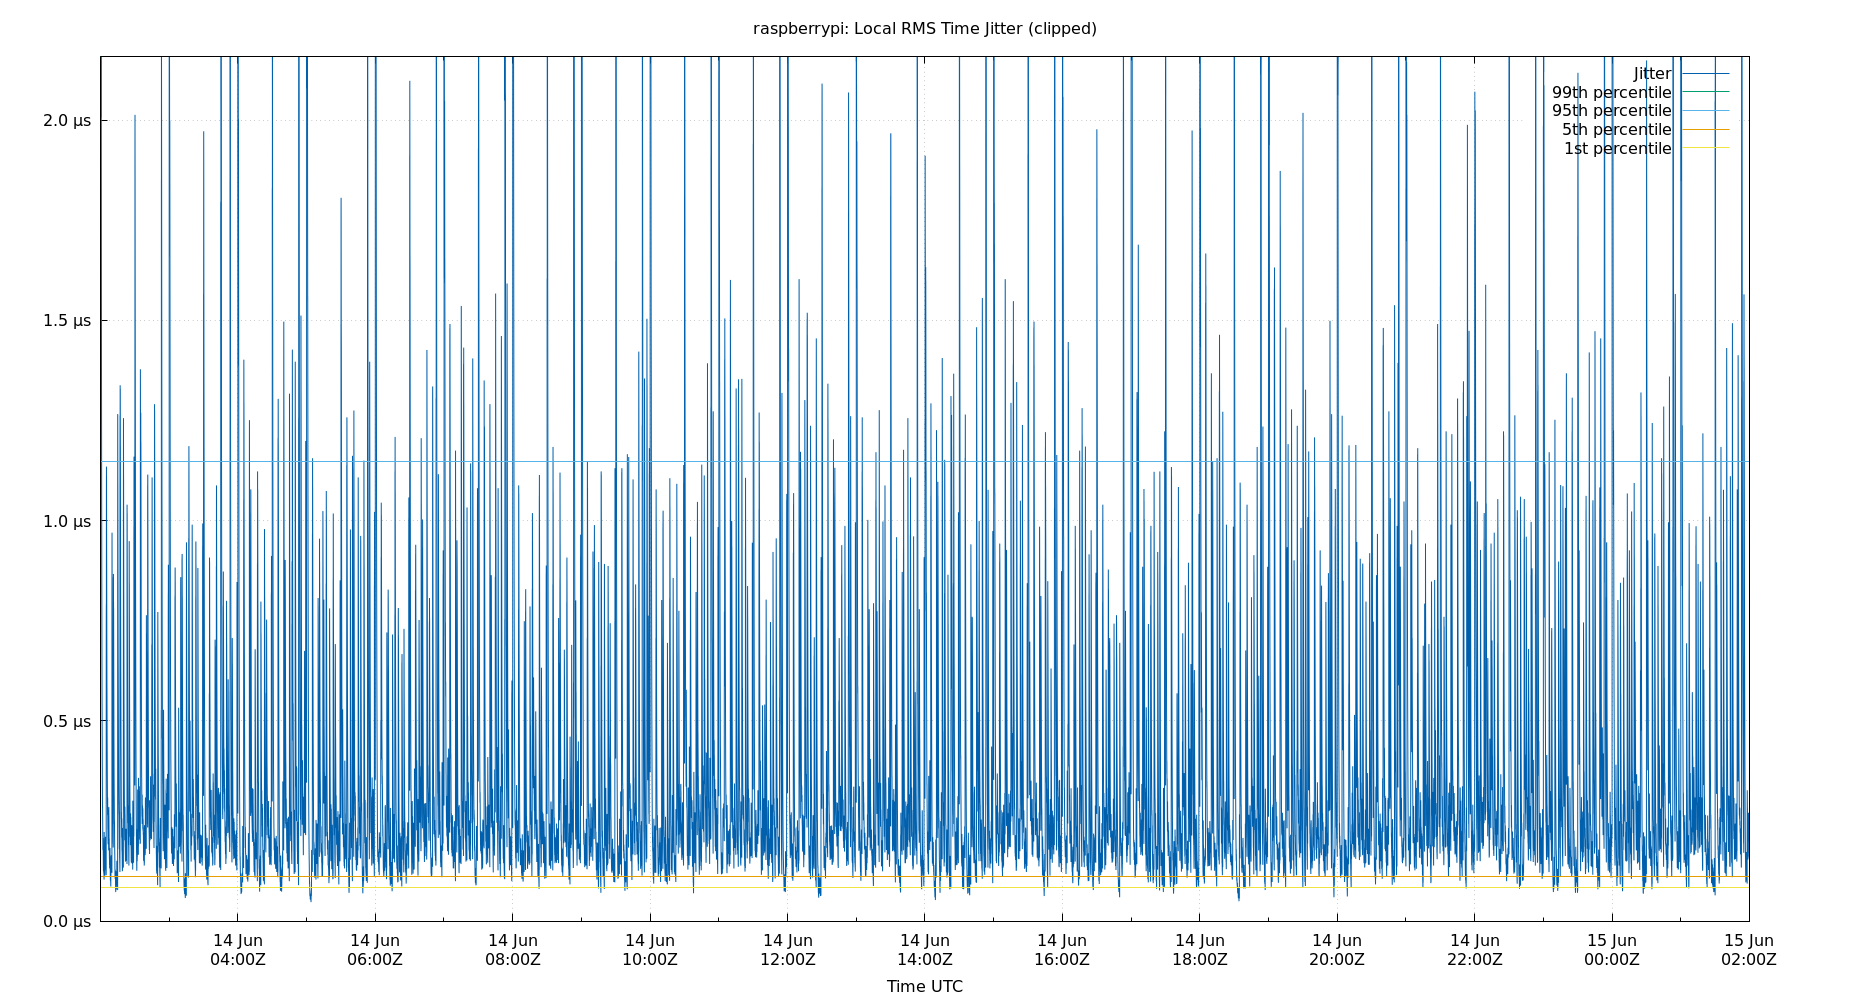 raspberrypi: Local RMS Time Jitter (clipped)
Jitter
99th percentile
95th percentile
5th percentile
1st percentile
2.0 µs
1.5 µs
1.0 µs
0.5 µs
0.0 µs
14 Jun 14 Jun 14 Jun 14 Jun 14 Jun 14 Jun 14 Jun 14 Jun 14 Jun 14 Jun 15 Jun 15 Jun
04:00Z 06:00Z 08:00Z 10:00Z 12:00Z 14:00Z 16:00Z 18:00Z 20:00Z 22:00Z 00:00Z 02:00Z
Time UTC